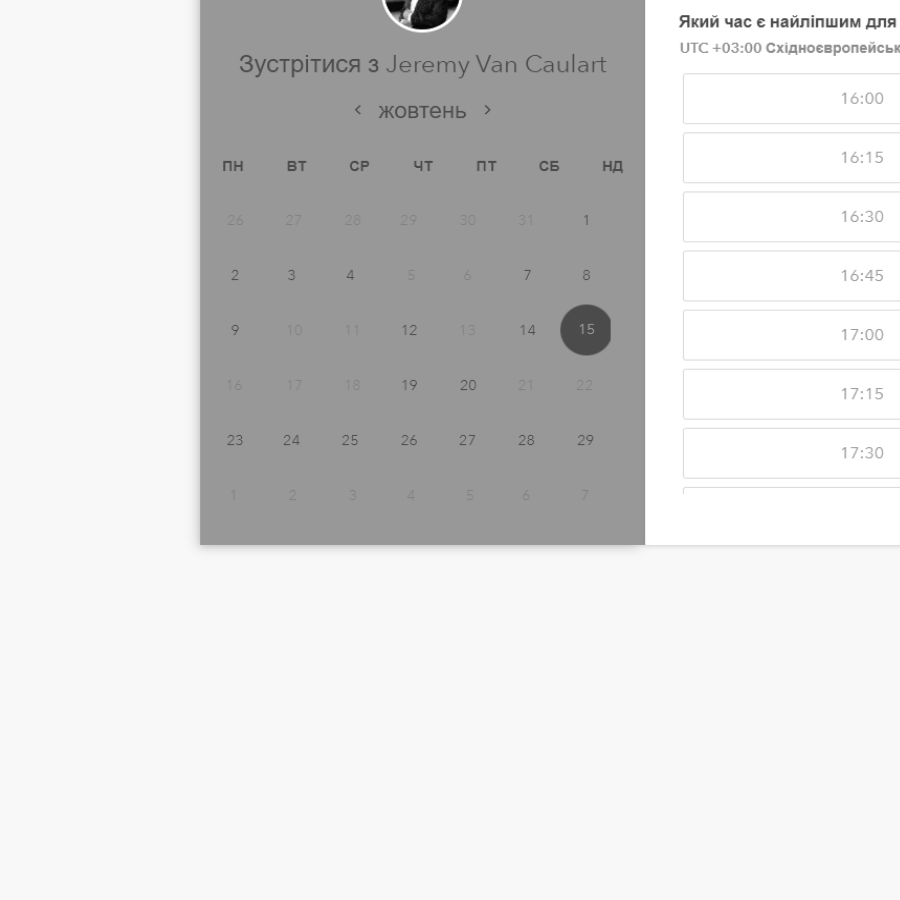 Зустрітися з Jeremy Van Caulart
жовтень
ПН ВТ СР ЧТ ПТ СБ НД
26 27 28 29 30 31 1
2 3 4 5 6 7 8
9 10 11 12 13 14 15
16 17 18 19 20 21 22
23 24 25 26 27 28 29
1 2 3 4 5 6 7
Який час є найліпшим для
UTC +03:00
16:00
16:15
16:30
16:45
17:00
17:15
17:30